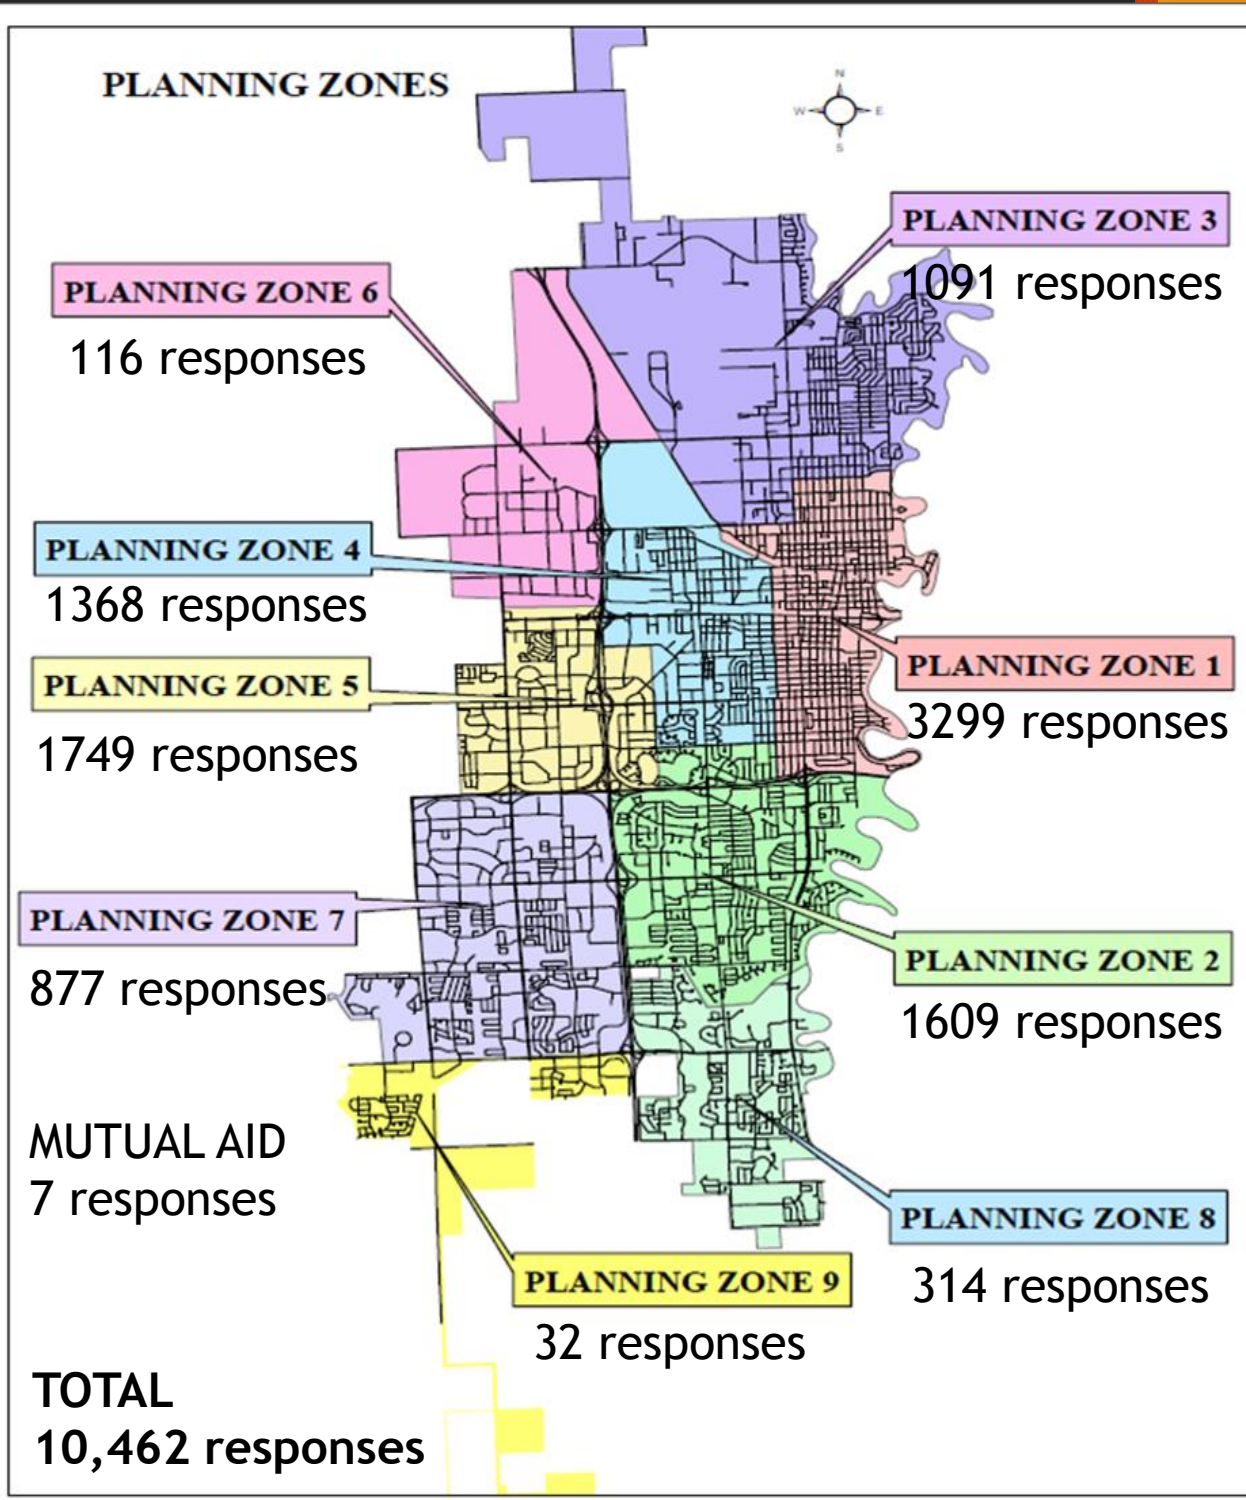 PLANNING ZONES
N
W E
S
PLANNING ZONE 3
1091 responses
PLANNING ZONE 6
116 responses
PLANNING ZONE 4
1368 responses
PLANNING ZONE 5
1749 responses
PLANNING ZONE 1
3299 responses
PLANNING ZONE 7
877 responses
PLANNING ZONE 2
1609 responses
MUTUAL AID
7 responses
PLANNING ZONE 8
314 responses
PLANNING ZONE 9
32 responses
TOTAL
10,462 responses